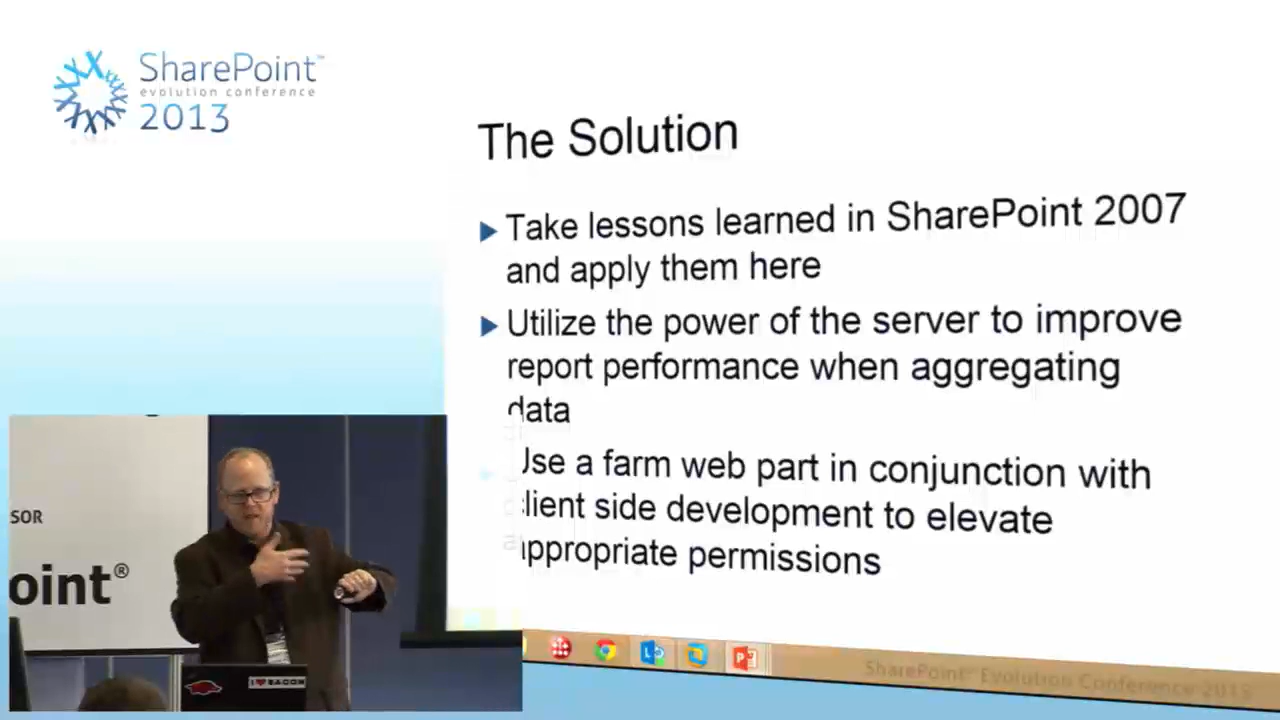 SharePoint™
evolution conference
2013
The Solution
Take lessons learned in SharePoint 2007
and apply them here
Utilize the power of the server to improve
report performance when aggregating
data
Use a farm web part in conjunction with
client side development to elevate
appropriate permissions
SOR
oint®
I ♥ BACON
SharePoint® Evolution Conference 2013